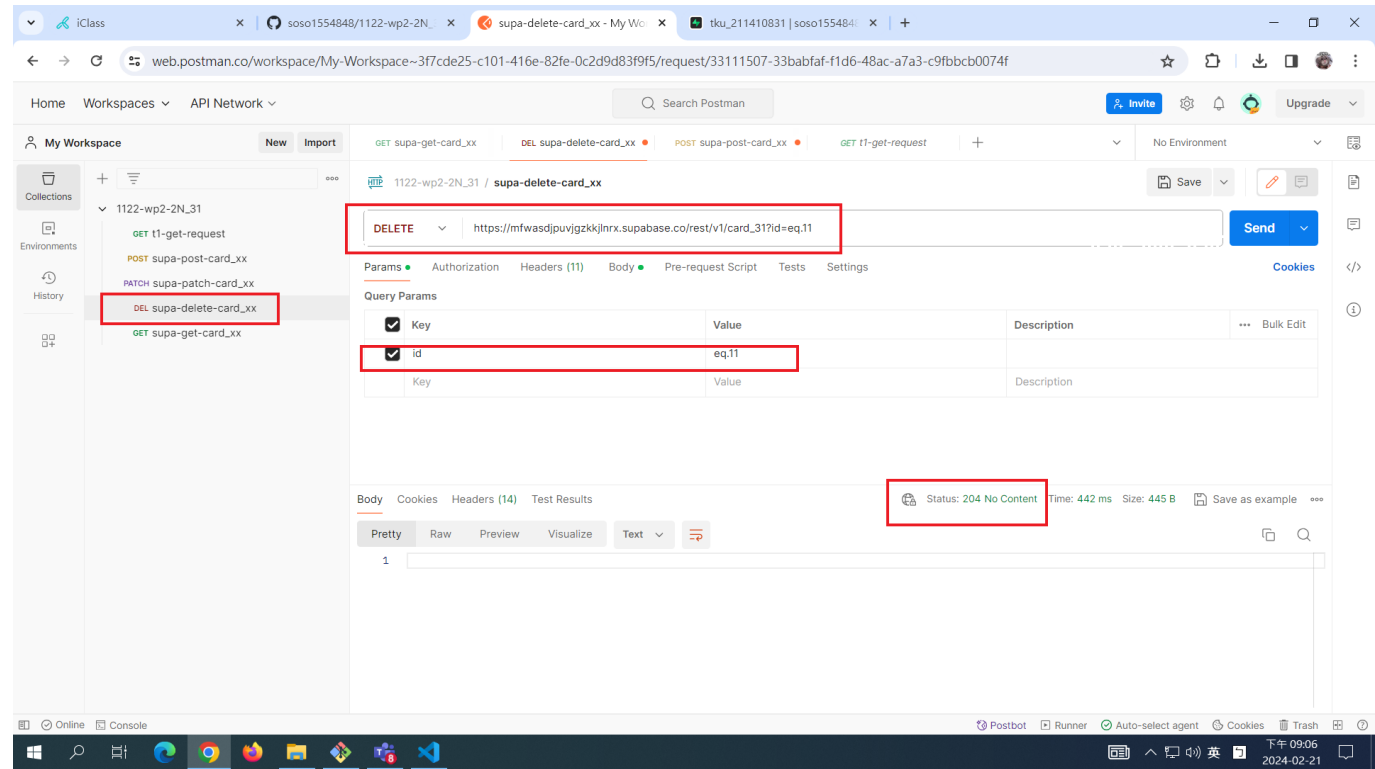 iClass
soso1554848/1122-wp2-2N_
supa-delete-card_xx - My Wo
tku_211410831 | soso155484
web.postman.co/workspace/My-Workspace~3f7cde25-c101-416e-82fe-0c2d9d83f9f5/request/33111507-33babfaf-f1d6-48ac-a7a3-c9fbbcb0074f
Home Workspaces API Network Search Postman Invite Upgrade
My Workspace New Import
GET supa-get-card_xx DEL supa-delete-card_xx POST supa-post-card_xx GET t1-get-request No Environment
Collections
Environments
History
1122-wp2-2N_31
GET t1-get-request
POST supa-post-card_xx
PATCH supa-patch-card_xx
DEL supa-delete-card_xx
GET supa-get-card_xx
HTTP 1122-wp2-2N_31 / supa-delete-card_xx Save
DELETE https://mfwasdjpuvjgzkkjlnrx.supabase.co/rest/v1/card_31?id=eq.11 Send
Params Authorization Headers (11) Body Pre-request Script Tests Settings Cookies
Query Params
Key Value Description Bulk Edit
id eq.11
Key Value Description
Body Cookies Headers (14) Test Results Status: 204 No Content Time: 442 ms Size: 445 B Save as example
Pretty Raw Preview Visualize Text
1
Online Console Postbot Runner Auto-select agent Cookies Trash
英 下午 09:06
2024-02-21